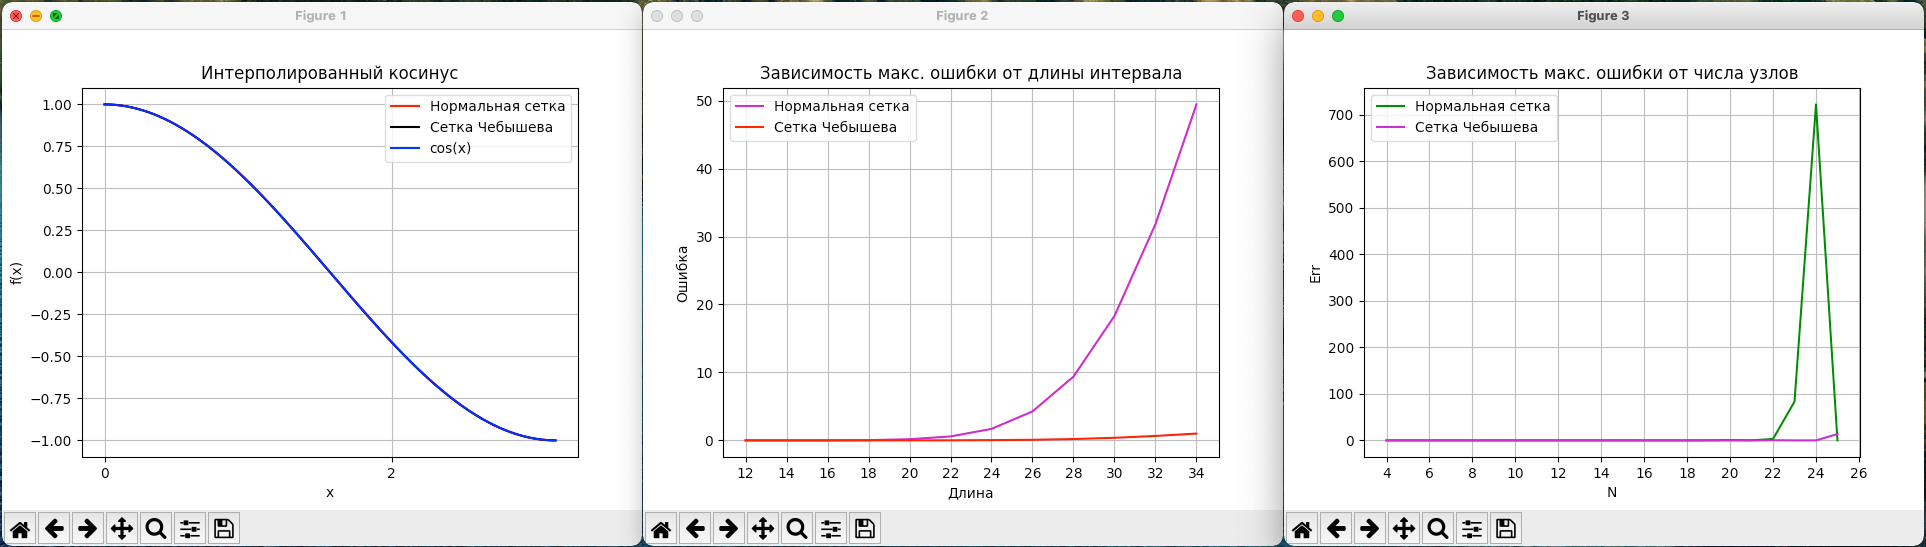 Figure 1
Интерполированный косинус
Нормальная сетка
Сетка Чебышева
cos(x)
1.00
0.75
0.50
0.25
0.00
−0.25
−0.50
−0.75
−1.00
f(x)
0 2
x
Figure 2
Зависимость макс. ошибки от длины интервала
Нормальная сетка
Сетка Чебышева
50
40
30
20
10
0
Ошибка
12 14 16 18 20 22 24 26 28 30 32 34
Длина
Figure 3
Зависимость макс. ошибки от числа узлов
Нормальная сетка
Сетка Чебышева
700
600
500
400
300
200
100
0
Err
4 6 8 10 12 14 16 18 20 22 24 26
N